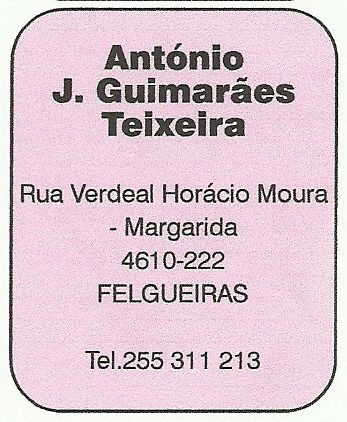 António
J. Guimarães
Teixeira
Rua Verdeal Horácio Moura
- Margarida
4610-222
FELGUEIRAS
Tel.255 311 213